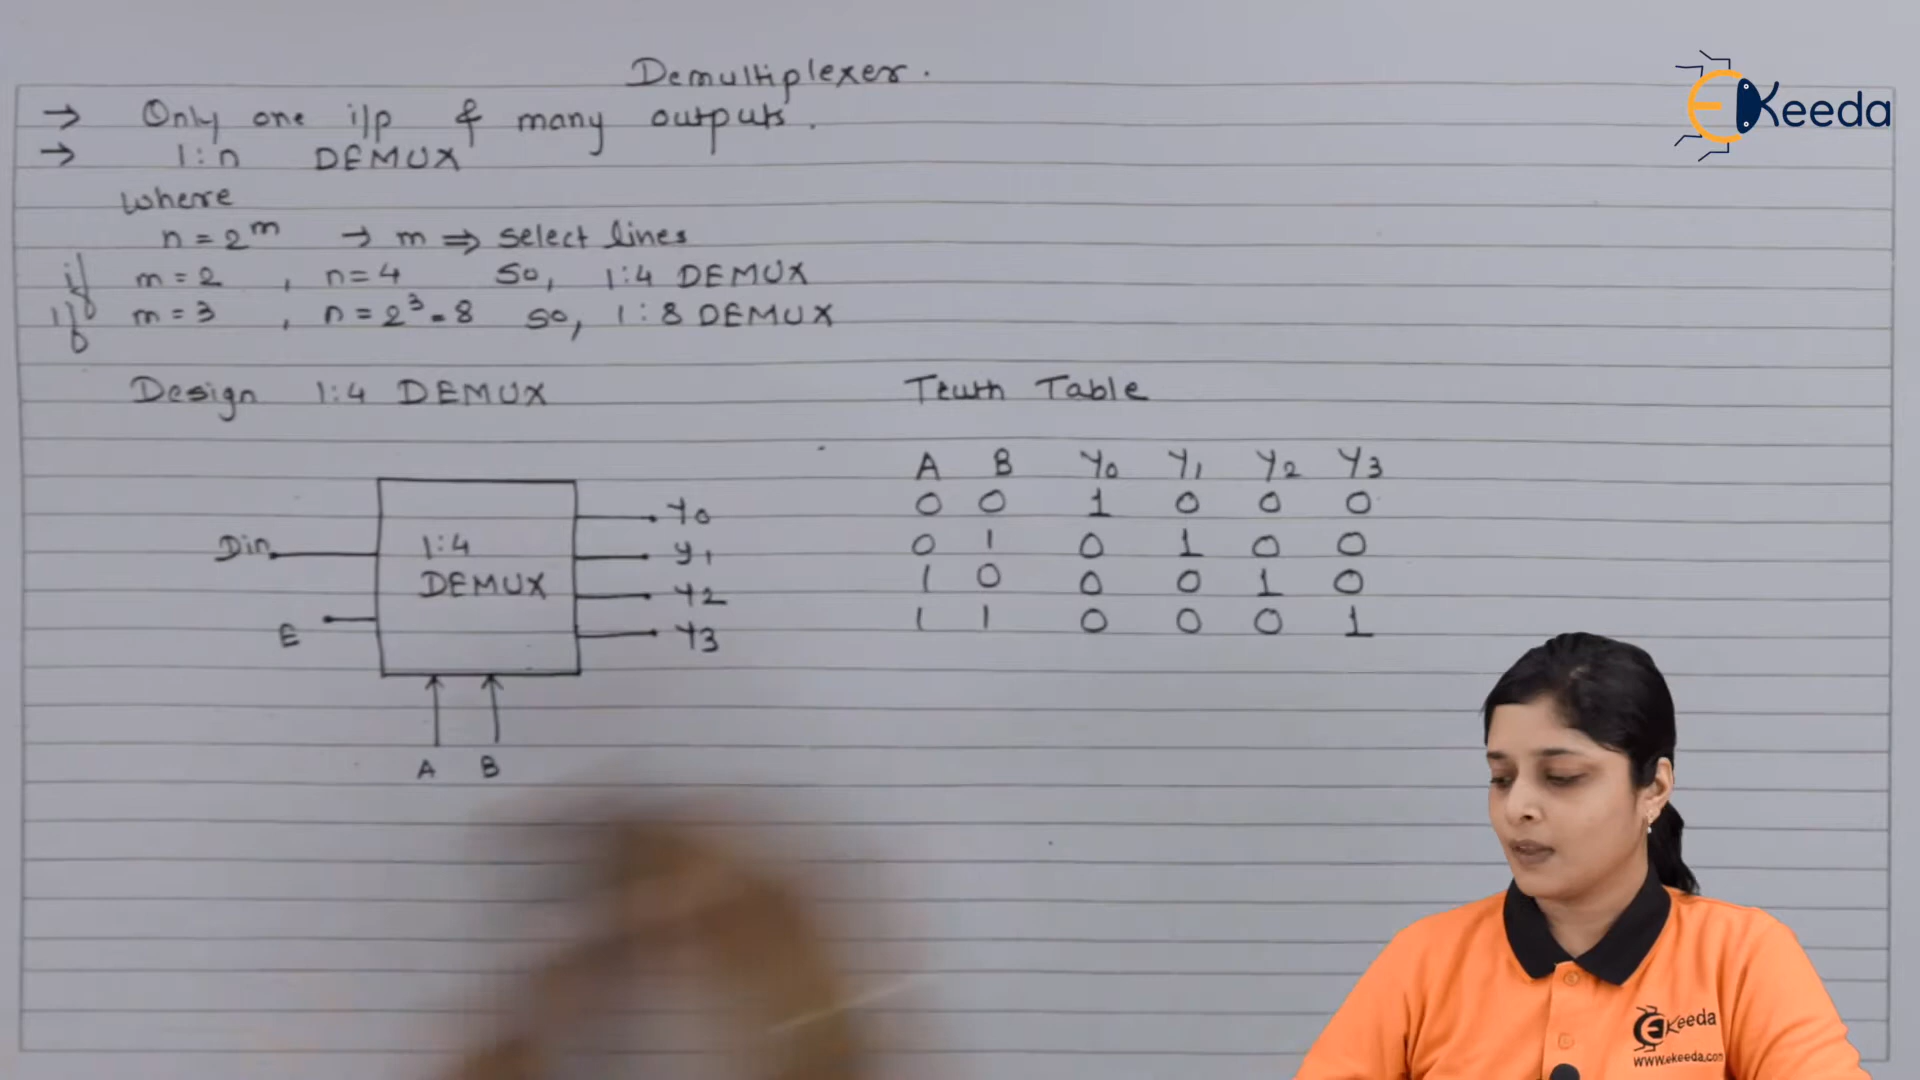 Demultiplexer.
→ Only one i/p & many outputs.
→ 1:n DEMUX
where
n = 2^m → m ⇒ select lines
if m = 2 , n = 4 so, 1:4 DEMUX
if m = 3 , n = 2^3 = 8 so, 1:8 DEMUX
Design 1:4 DEMUX
Din
E
1:4
DEMUX
Y0
Y1
Y2
Y3
A B
Truth Table
A B Y0 Y1 Y2 Y3
0 0 1 0 0 0
0 1 0 1 0 0
1 0 0 0 1 0
1 1 0 0 0 1
EKeeda
EKeeda
www.ekeeda.com